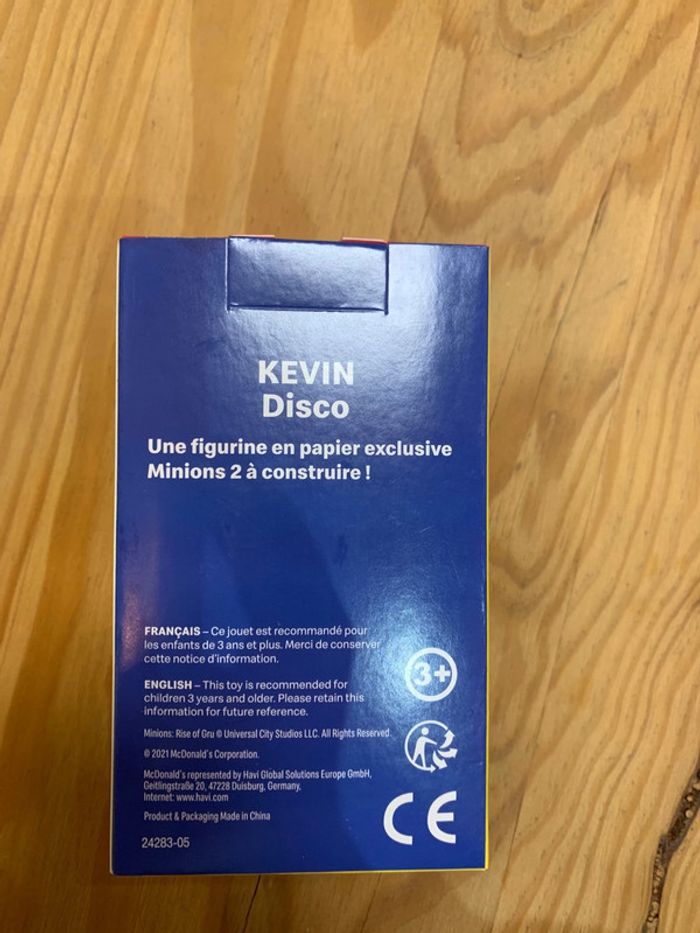 KEVIN
Disco
Une figurine en papier exclusive
Minions 2 à construire !
FRANÇAIS – Ce jouet est recommandé pour
les enfants de 3 ans et plus. Merci de conserver
cette notice d'information.
3+
ENGLISH – This toy is recommended for
children 3 years and older. Please retain this
information for future reference.
Minions: Rise of Gru © Universal City Studios LLC. All Rights Reserved.
© 2021 McDonald's Corporation.
McDonald's represented by Havi Global Solutions Europe GmbH,
Geitlingstraße 20, 47228 Duisburg, Germany,
Internet: www.havi.com
Product & Packaging Made in China
CE
24283-05